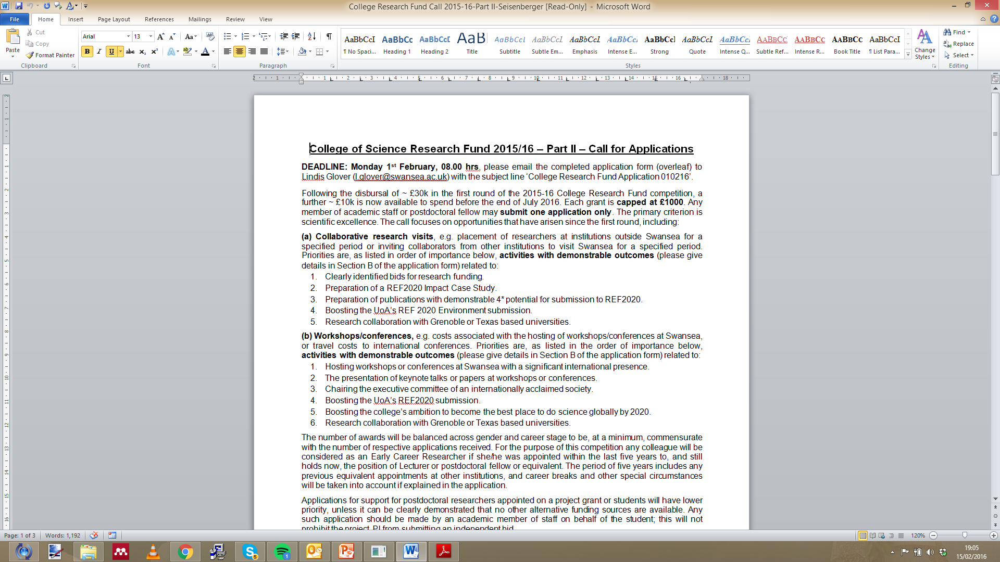 College Research Fund Call 2015-16-Part II-Seisenberger [Read-Only] - Microsoft Word
File Home Insert Page Layout References Mailings Review View
Paste Cut Copy Format Painter
Clipboard
Arial 13
Font
Paragraph
AaBbCcI AaBbCc AaBbCcD AaB AaBbCcI AaBbCcI AaBbCcL AaBbCcL AaBbCcI AaBbCcL AaBbCcL AABBCC AABBCC AABBCC AaBbCcI
¶ No Spaci... Heading 1 Heading 2 Title Subtitle Subtle Em... Emphasis Intense E... Strong Quote Intense Q... Subtle Ref... Intense R... Book Title ¶ List Para...
Styles
Change Styles
Find Replace Select
Editing
College of Science Research Fund 2015/16 – Part II – Call for Applications
DEADLINE: Monday 1st February, 08.00 hrs, please email the completed application form (overleaf) to
Lindis Glover (l.glover@swansea.ac.uk) with the subject line ‘College Research Fund Application 010216’.
Following the disbursal of ~ £30k in the first round of the 2015-16 College Research Fund competition, a
further ~ £10k is now available to spend before the end of July 2016. Each grant is capped at £1000. Any
member of academic staff or postdoctoral fellow may submit one application only. The primary criterion is
scientific excellence. The call focuses on opportunities that have arisen since the first round, including:
(a) Collaborative research visits, e.g. placement of researchers at institutions outside Swansea for a
specified period or inviting collaborators from other institutions to visit Swansea for a specified period.
Priorities are, as listed in order of importance below, activities with demonstrable outcomes (please give
details in Section B of the application form) related to:
1. Clearly identified bids for research funding.
2. Preparation of a REF2020 Impact Case Study.
3. Preparation of publications with demonstrable 4* potential for submission to REF2020.
4. Boosting the UoA’s REF 2020 Environment submission.
5. Research collaboration with Grenoble or Texas based universities.
(b) Workshops/conferences, e.g. costs associated with the hosting of workshops/conferences at Swansea,
or travel costs to international conferences. Priorities are, as listed in the order of importance below,
activities with demonstrable outcomes (please give details in Section B of the application form) related to:
1. Hosting workshops or conferences at Swansea with a significant international presence.
2. The presentation of keynote talks or papers at workshops or conferences.
3. Chairing the executive committee of an internationally acclaimed society.
4. Boosting the UoA’s REF2020 submission.
5. Boosting the college’s ambition to become the best place to do science globally by 2020.
6. Research collaboration with Grenoble or Texas based universities.
The number of awards will be balanced across gender and career stage to be, at a minimum, commensurate
with the number of respective applications received. For the purpose of this competition any colleague will be
considered as an Early Career Researcher if she/he was appointed within the last five years to, and still
holds now, the position of Lecturer or postdoctoral fellow or equivalent. The period of five years includes any
previous equivalent appointments at other institutions, and career breaks and other special circumstances
will be taken into account if explained in the application.
Applications for support for postdoctoral researchers appointed on a project grant or students will have lower
priority, unless it can be clearly demonstrated that no other alternative funding sources are available. Any
such application should be made by an academic member of staff on behalf of the student; this will not
prohibit the project PI from submitting an independent bid.
Page: 1 of 3 Words: 1,192 120%
19:05
15/02/2016